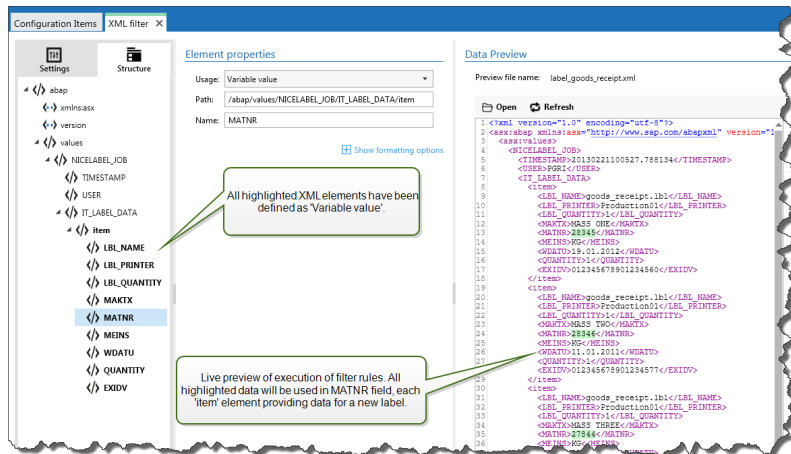 Configuration Items
XML filter
Settings
Structure
abap
xmlns:asx
version
values
NICELABEL_JOB
TIMESTAMP
USER
IT_LABEL_DATA
item
LBL_NAME
LBL_PRINTER
LBL_QUANTITY
MAKTX
MATNR
MEINS
WDATU
QUANTITY
EXIDV
Element properties
Usage: Variable value
Path: /abap/values/NICELABEL_JOB/IT_LABEL_DATA/item
Name: MATNR
Show formatting options
All highlighted XML elements have been
defined as 'Variable value'.
Live preview of execution of filter rules. All
highlighted data will be used in MATNR field, each
'item' element providing data for a new label.
Data Preview
Preview file name: label_goods_receipt.xml
Open Refresh
1 <?xml version="1.0" encoding="utf-8"?>
2 <asx:abap xmlns:asx="http://www.sap.com/abapxml" version="1
3 <asx:values>
4 <NICELABEL_JOB>
5 <TIMESTAMP>20130221100527.788134</TIMESTAMP>
6 <USER>PGRI</USER>
7 <IT_LABEL_DATA>
8 <item>
9 <LBL_NAME>goods_receipt.lbl</LBL_NAME>
10 <LBL_PRINTER>Production01</LBL_PRINTER>
11 <LBL_QUANTITY>1</LBL_QUANTITY>
12 <MAKTX>MASS ONE</MAKTX>
13 <MATNR>28345</MATNR>
14 <MEINS>KG</MEINS>
15 <WDATU>19.01.2012</WDATU>
16 <QUANTITY>1</QUANTITY>
17 <EXIDV>012345678901234560</EXIDV>
18 </item>
19 <item>
20 <LBL_NAME>goods_receipt.lbl</LBL_NAME>
21 <LBL_PRINTER>Production01</LBL_PRINTER>
22 <LBL_QUANTITY>1</LBL_QUANTITY>
23 <MAKTX>MASS TWO</MAKTX>
24 <MATNR>28346</MATNR>
25 <MEINS>KG</MEINS>
26 <WDATU>11.01.2011</WDATU>
27 <QUANTITY>1</QUANTITY>
28 <EXIDV>012345678901234577</EXIDV>
29 </item>
30 <item>
31 <LBL_NAME>goods_receipt.lbl</LBL_NAME>
32 <LBL_PRINTER>Production01</LBL_PRINTER>
33 <LBL_QUANTITY>1</LBL_QUANTITY>
34 <MAKTX>MASS THREE</MAKTX>
35 <MATNR>27844</MATNR>
36 <MEINS>KG</MEINS>